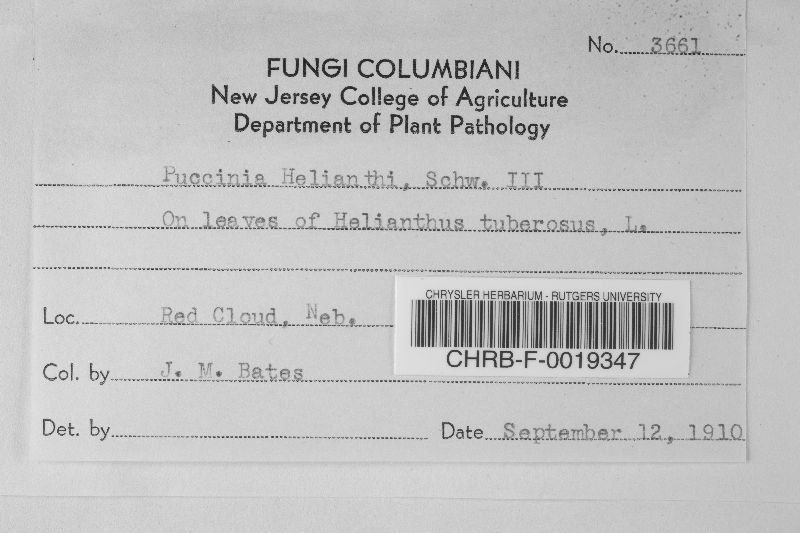 No. 3661
FUNGI COLUMBIANI
New Jersey College of Agriculture
Department of Plant Pathology
Puccinia Helianthi, Schw. III
On leaves of Helianthus tuberosus, L.
Loc. Red Cloud, Neb.
CHRYSLER HERBARIUM - RUTGERS UNIVERSITY
CHRB-F-0019347
Col. by J. M. Bates
Det. by
Date September 12, 1910